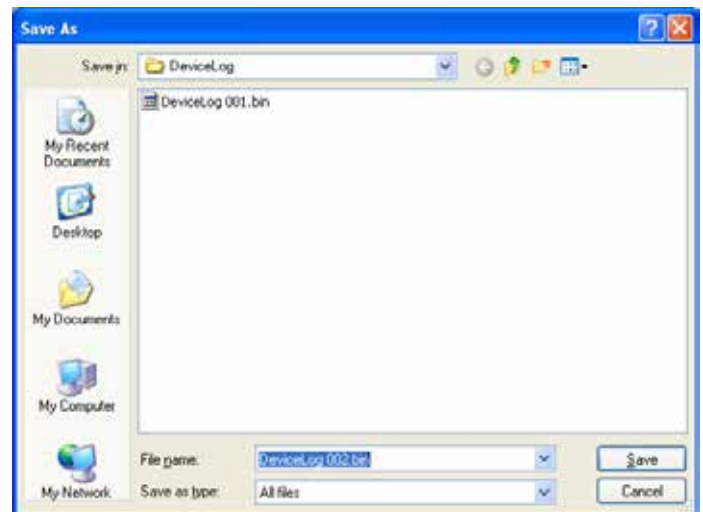 Save As
Save in:
DeviceLog
DeviceLog 001.bin
My Recent
Documents
Desktop
My Documents
My Computer
My Network
File name:
DeviceLog 002.bin
Save
Save as type:
All files
Cancel